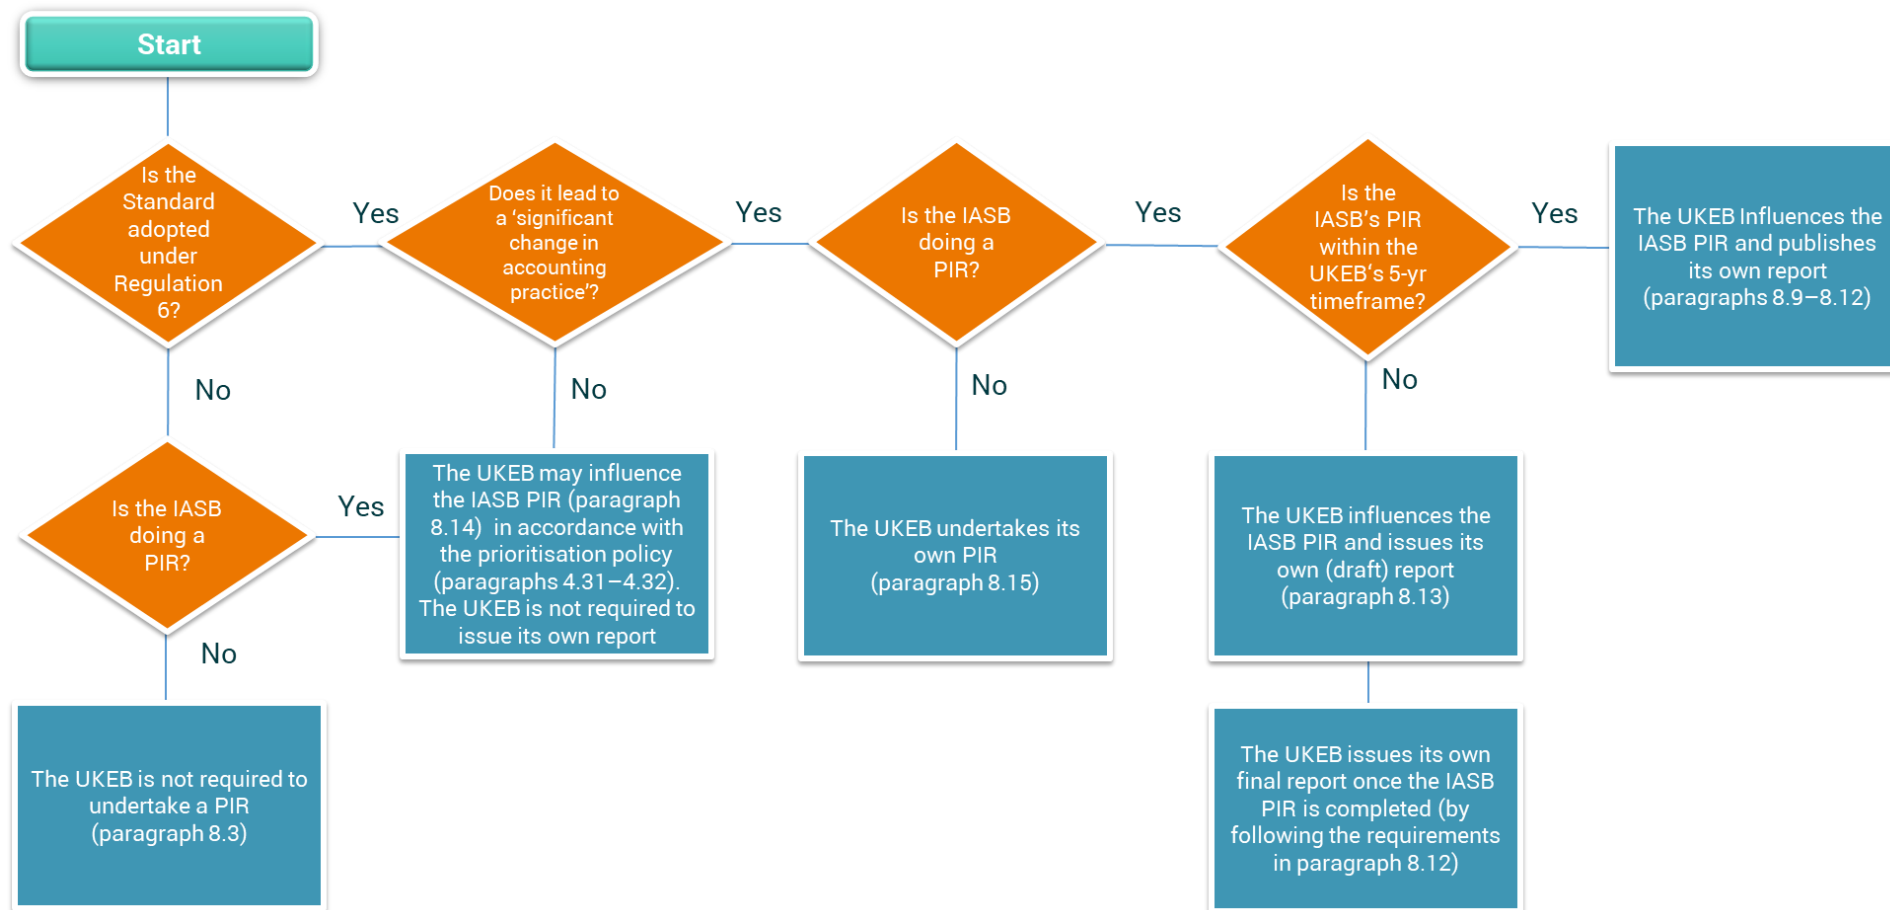 Start
Is the
Standard
adopted
under
Regulation
6?
Yes
Does it lead to
a ‘significant
change in
accounting
practice’?
Yes
Is the IASB
doing a
PIR?
Yes
Is the
IASB’s PIR
within the
UKEB’s 5-yr
timeframe?
Yes
The UKEB Influences the
IASB PIR and publishes
its own report
(paragraphs 8.9–8.12)
No
No
No
No
Is the IASB
doing a
PIR?
Yes
The UKEB may influence
the IASB PIR (paragraph
8.14) in accordance with
the prioritisation policy
(paragraphs 4.31–4.32).
The UKEB is not required to
issue its own report
The UKEB undertakes its
own PIR
(paragraph 8.15)
The UKEB influences the
IASB PIR and issues its
own (draft) report
(paragraph 8.13)
No
The UKEB is not required to
undertake a PIR
(paragraph 8.3)
The UKEB issues its own
final report once the IASB
PIR is completed (by
following the requirements
in paragraph 8.12)